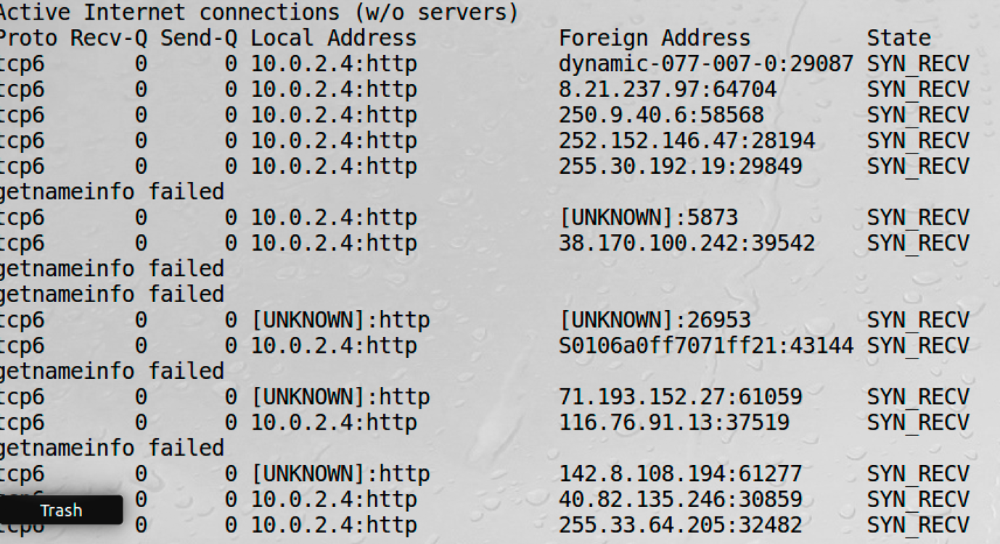 Active Internet connections (w/o servers)
Proto Recv-Q Send-Q Local Address Foreign Address State
tcp6 0 0 10.0.2.4:http dynamic-077-007-0:29087 SYN_RECV
tcp6 0 0 10.0.2.4:http 8.21.237.97:64704 SYN_RECV
tcp6 0 0 10.0.2.4:http 250.9.40.6:58568 SYN_RECV
tcp6 0 0 10.0.2.4:http 252.152.146.47:28194 SYN_RECV
tcp6 0 0 10.0.2.4:http 255.30.192.19:29849 SYN_RECV
getnameinfo failed
tcp6 0 0 10.0.2.4:http [UNKNOWN]:5873 SYN_RECV
tcp6 0 0 10.0.2.4:http 38.170.100.242:39542 SYN_RECV
getnameinfo failed
getnameinfo failed
tcp6 0 0 [UNKNOWN]:http [UNKNOWN]:26953 SYN_RECV
tcp6 0 0 10.0.2.4:http S0106a0ff7071ff21:43144 SYN_RECV
getnameinfo failed
tcp6 0 0 [UNKNOWN]:http 71.193.152.27:61059 SYN_RECV
tcp6 0 0 10.0.2.4:http 116.76.91.13:37519 SYN_RECV
getnameinfo failed
tcp6 0 0 [UNKNOWN]:http 142.8.108.194:61277 SYN_RECV
tcp6 0 0 10.0.2.4:http 40.82.135.246:30859 SYN_RECV
Trash
tcp6 0 0 10.0.2.4:http 255.33.64.205:32482 SYN_RECV